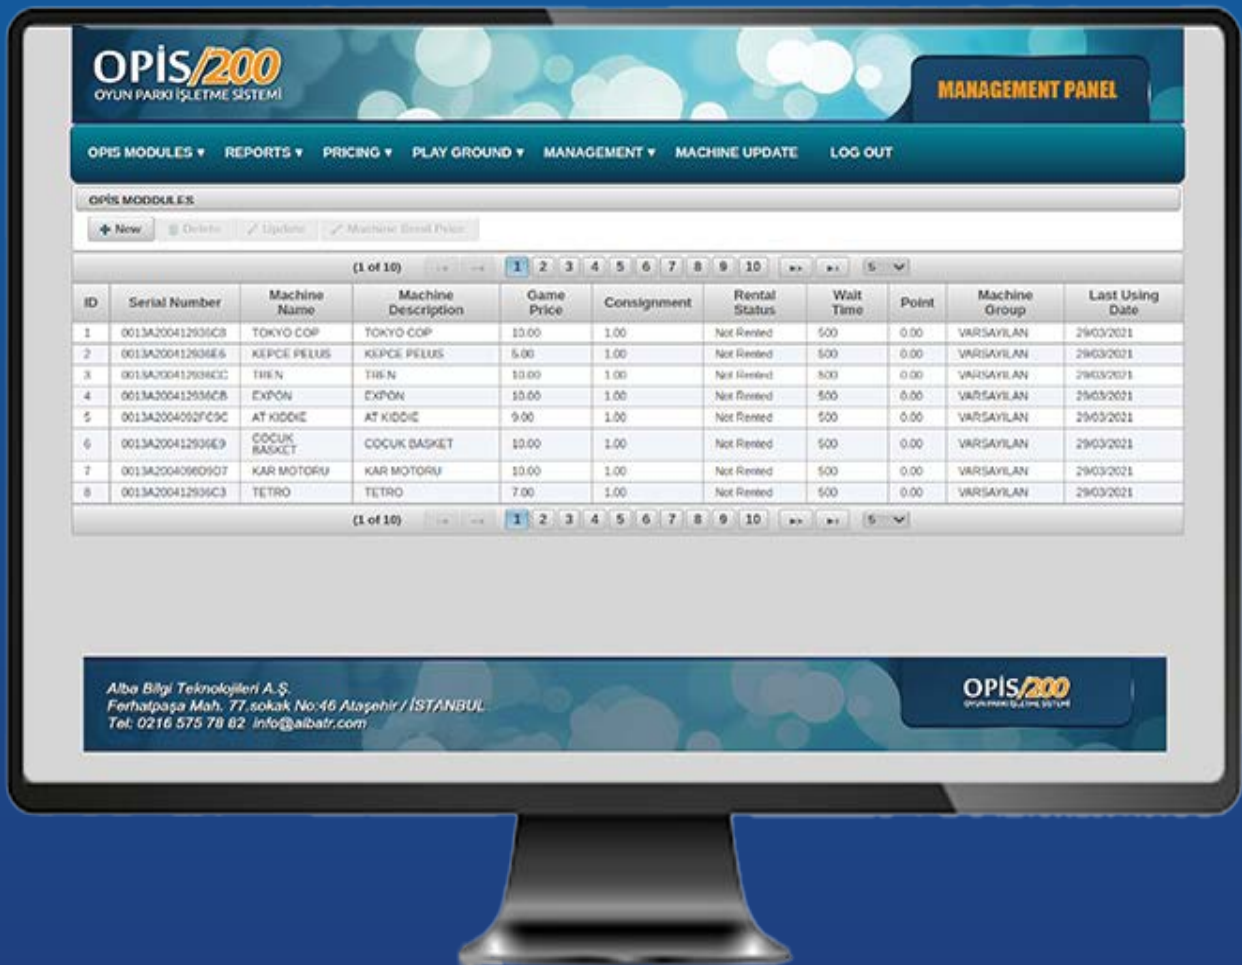 OPİS/200
OYUN PARKI İŞLETME SİSTEMİ
MANAGEMENT PANEL
OPIS MODULES ▾ REPORTS ▾ PRICING ▾ PLAY GROUND ▾ MANAGEMENT ▾ MACHINE UPDATE LOG OUT
OPİS MODDULES
New Delete Update Machine Bend Price
(1 of 10) 1 2 3 4 5 6 7 8 9 10 5
ID Serial Number Machine Name Machine Description Game Price Consignment Rental Status Wait Time Point Machine Group Last Using Date
1 0013A200412936C8 TOKYO COP TOKYO COP 10.00 1.00 Not Rented 500 0.00 VARSAYILAN 29/03/2021
2 0013A200412936E6 KEPCE PELUS KEPCE PELUS 5.00 1.00 Not Rented 500 0.00 VARSAYILAN 29/03/2021
3 0013A200412936CC TREN TREN 10.00 1.00 Not Rented 500 0.00 VARSAYILAN 29/03/2021
4 0013A200412936CB EXPON EXPON 10.00 1.00 Not Rented 500 0.00 VARSAYILAN 29/03/2021
5 0013A2004092FC9C AT KIDDIE AT KIDDIE 9.00 1.00 Not Rented 500 0.00 VARSAYILAN 29/03/2021
6 0013A200412936E9 COCUK BASKET COCUK BASKET 10.00 1.00 Not Rented 500 0.00 VARSAYILAN 29/03/2021
7 0013A2004098D9D7 KAR MOTORU KAR MOTORU 10.00 1.00 Not Rented 500 0.00 VARSAYILAN 29/03/2021
8 0013A200412936C3 TETRO TETRO 7.00 1.00 Not Rented 500 0.00 VARSAYILAN 29/03/2021
(1 of 10) 1 2 3 4 5 6 7 8 9 10 5
Alba Bilgi Teknolojileri A.Ş.
Ferhatpaşa Mah. 77.sokak No:46 Ataşehir / İSTANBUL
Tel: 0216 575 78 82 info@albatr.com
OPİS/200
OYUN PARKI İŞLETME SİSTEMİ